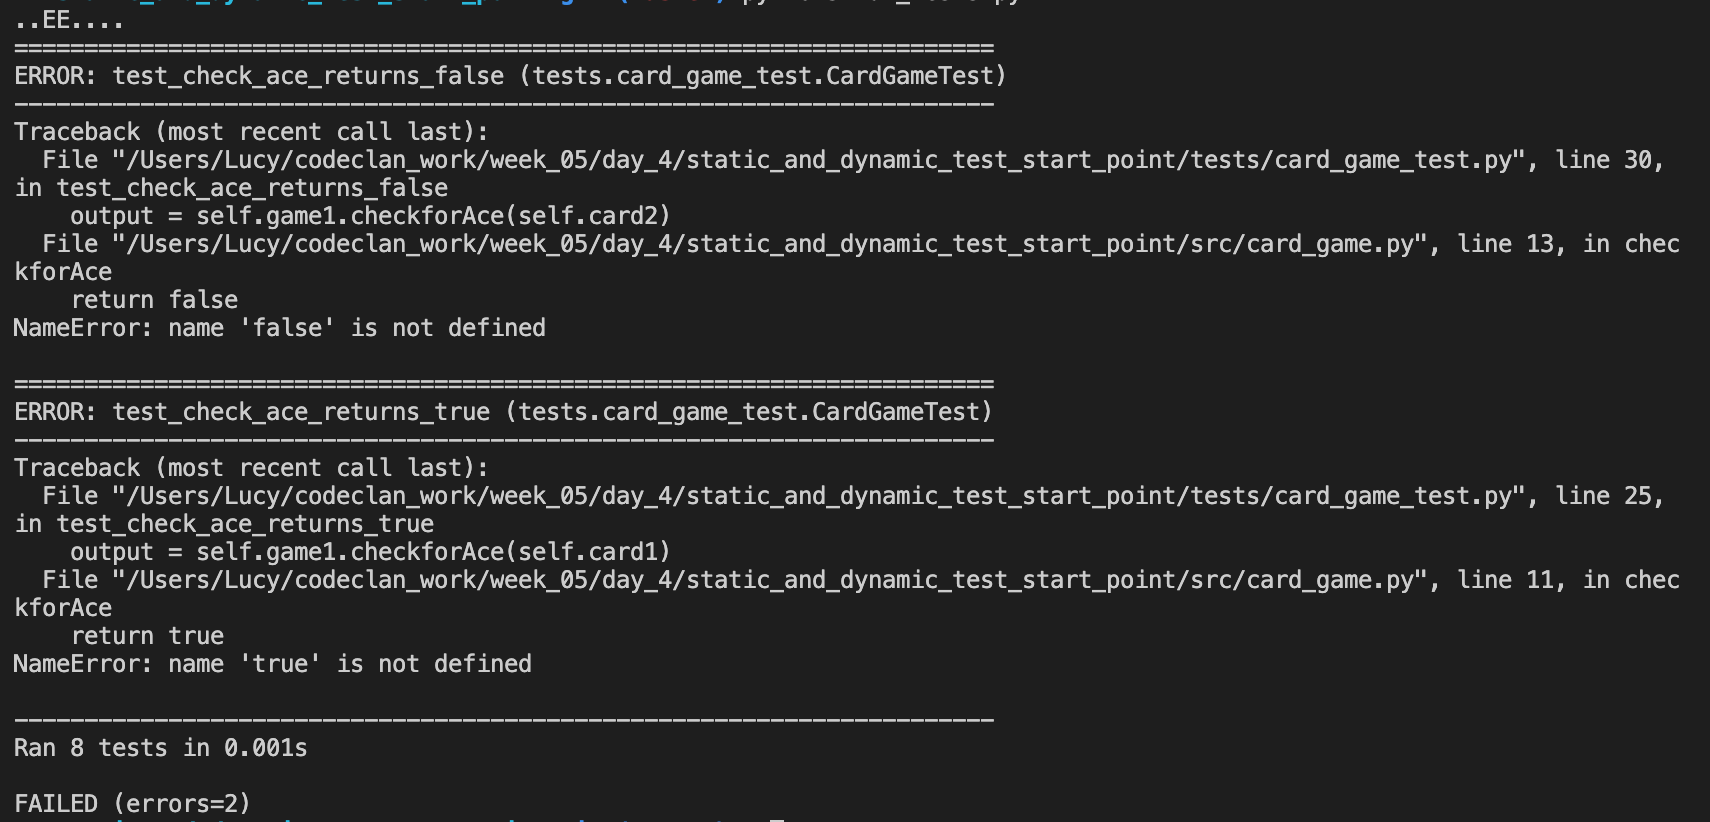 ..EE....
======================================================================
ERROR: test_check_ace_returns_false (tests.card_game_test.CardGameTest)
----------------------------------------------------------------------
Traceback (most recent call last):
  File "/Users/Lucy/codeclan_work/week_05/day_4/static_and_dynamic_test_start_point/tests/card_game_test.py", line 30,
in test_check_ace_returns_false
    output = self.game1.checkforAce(self.card2)
  File "/Users/Lucy/codeclan_work/week_05/day_4/static_and_dynamic_test_start_point/src/card_game.py", line 13, in chec
kforAce
    return false
NameError: name 'false' is not defined

======================================================================
ERROR: test_check_ace_returns_true (tests.card_game_test.CardGameTest)
----------------------------------------------------------------------
Traceback (most recent call last):
  File "/Users/Lucy/codeclan_work/week_05/day_4/static_and_dynamic_test_start_point/tests/card_game_test.py", line 25,
in test_check_ace_returns_true
    output = self.game1.checkforAce(self.card1)
  File "/Users/Lucy/codeclan_work/week_05/day_4/static_and_dynamic_test_start_point/src/card_game.py", line 11, in chec
kforAce
    return true
NameError: name 'true' is not defined

----------------------------------------------------------------------
Ran 8 tests in 0.001s

FAILED (errors=2)